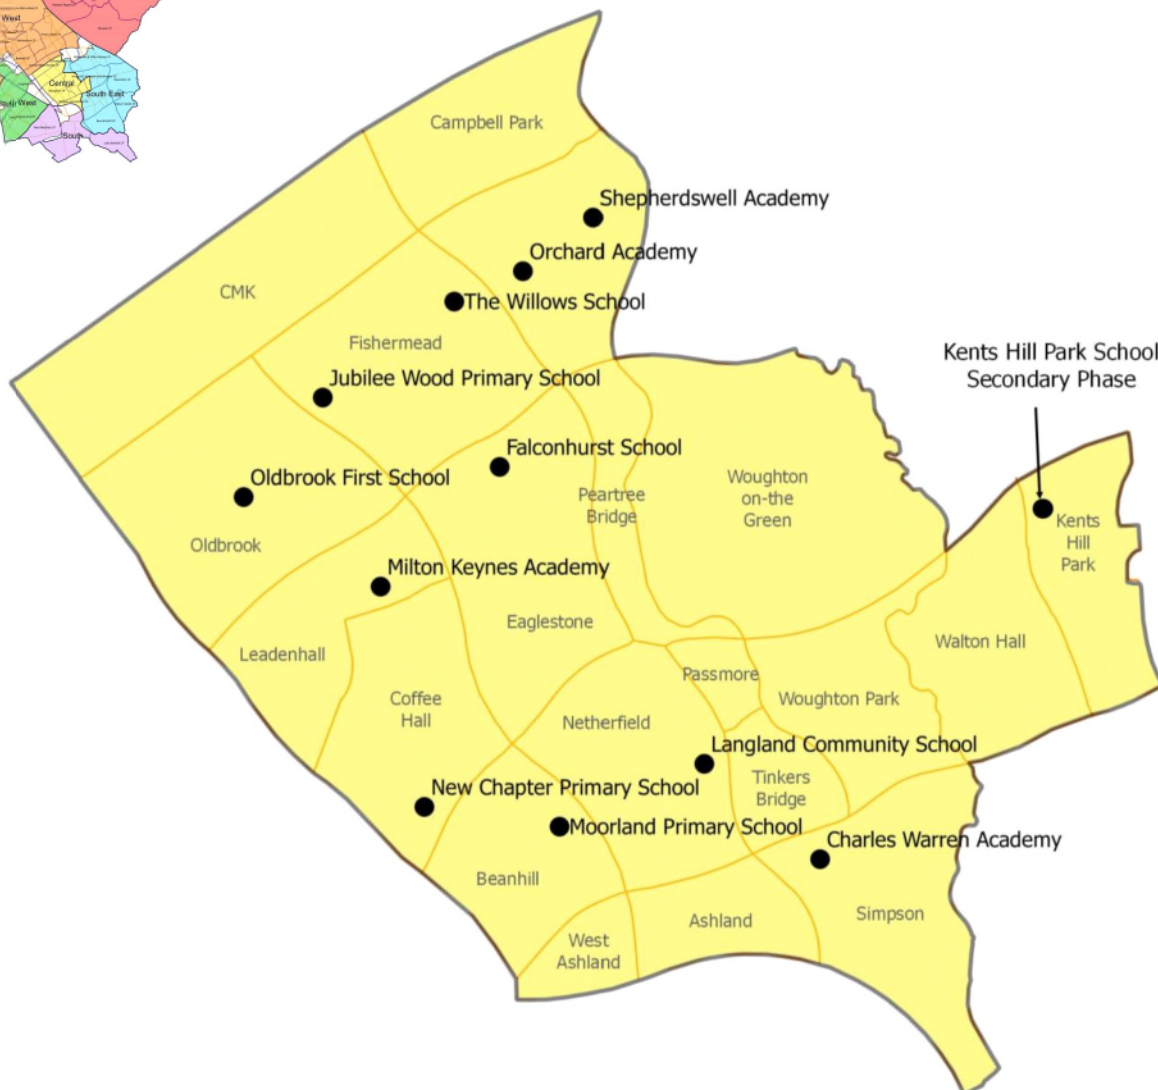 West
Central
South East
South West
South
Campbell Park
Shepherdswell Academy
Orchard Academy
CMK
The Willows School
Fishermead
Kents Hill Park School
Secondary Phase
Jubilee Wood Primary School
Falconhurst School
Oldbrook First School
Woughton
on-the
Green
Peartree
Bridge
Kents
Hill
Park
Oldbrook
Milton Keynes Academy
Eaglestone
Walton Hall
Leadenhall
Passmore
Woughton Park
Coffee
Hall
Netherfield
Langland Community School
Tinkers
Bridge
New Chapter Primary School
Moorland Primary School
Charles Warren Academy
Beanhill
Simpson
Ashland
West
Ashland